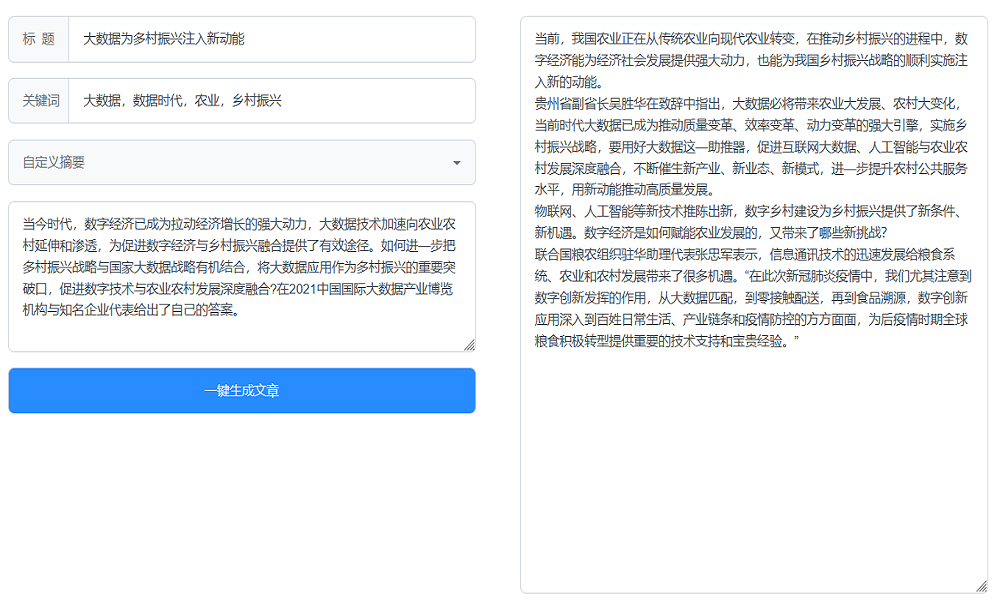 标 题 大数据为多村振兴注入新动能
关键词 大数据，数据时代，农业，乡村振兴
自定义摘要
当今时代，数字经济已成为拉动经济增长的强大动力，大数据技术加速向农业农
村延伸和渗透，为促进数字经济与乡村振兴融合提供了有效途径。如何进一步把
多村振兴战略与国家大数据战略有机结合，将大数据应用作为多村振兴的重要突
破口，促进数字技术与农业农村发展深度融合?在2021中国国际大数据产业博览
机构与知名企业代表给出了自己的答案。
一键生成文章
当前，我国农业正在从传统农业向现代农业转变，在推动乡村振兴的进程中，数
字经济能为经济社会发展提供强大动力，也能为我国乡村振兴战略的顺利实施注
入新的动能。
贵州省副省长吴胜华在致辞中指出，大数据必将带来农业大发展、农村大变化，
当前时代大数据已成为推动质量变革、效率变革、动力变革的强大引擎，实施乡
村振兴战略，要用好大数据这一助推器，促进互联网大数据、人工智能与农业农
村发展深度融合，不断催生新产业、新业态、新模式，进一步提升农村公共服务
水平，用新动能推动高质量发展。
物联网、人工智能等新技术推陈出新，数字乡村建设为乡村振兴提供了新条件、
新机遇。数字经济是如何赋能农业发展的，又带来了哪些新挑战?
联合国粮农组织驻华助理代表张忠军表示，信息通讯技术的迅速发展给粮食系
统、农业和农村发展带来了很多机遇。“在此次新冠肺炎疫情中，我们尤其注意到
数字创新发挥的作用，从大数据匹配，到零接触配送，再到食品溯源，数字创新
应用深入到百姓日常生活、产业链条和疫情防控的方方面面，为后疫情时期全球
粮食积极转型提供重要的技术支持和宝贵经验。”